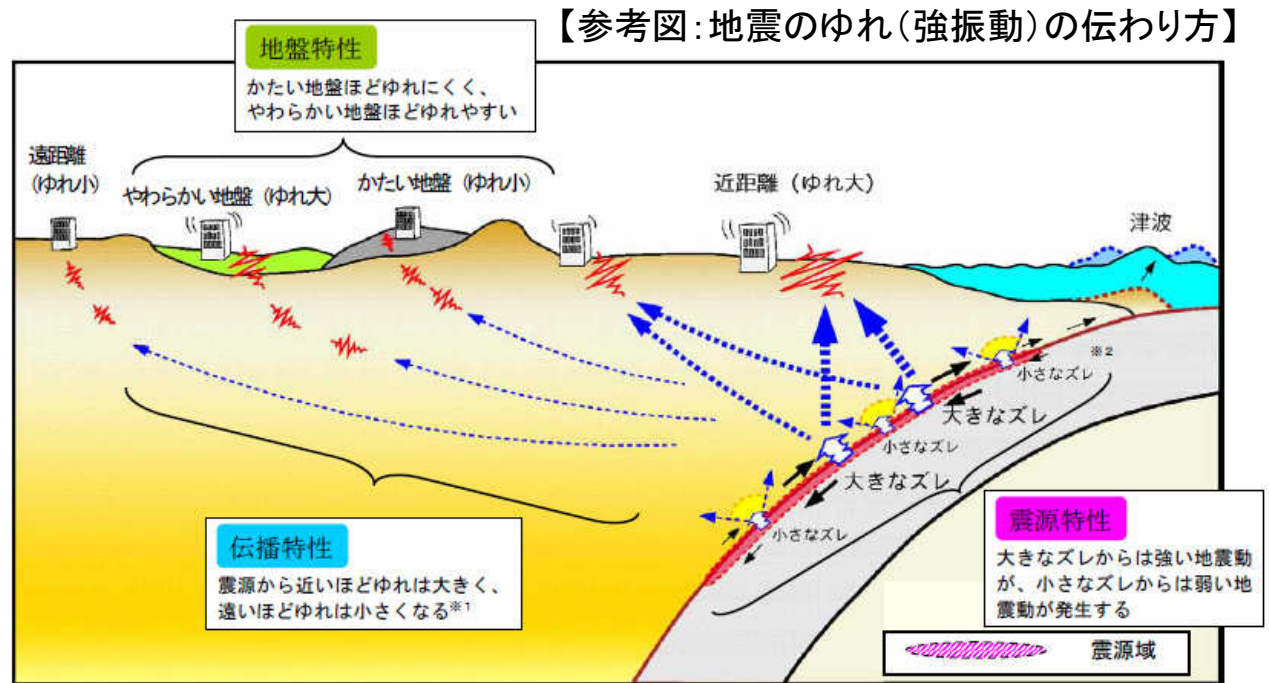 【参考図:地震のゆれ(強振動)の伝わり方】
地盤特性
かたい地盤ほどゆれにくく、
やわらかい地盤ほどゆれやすい
遠距離
(ゆれ小)
やわらかい地盤(ゆれ大)
かたい地盤(ゆれ小)
近距離(ゆれ大)
津波
※2
小さなズレ
大きなズレ
小さなズレ
大きなズレ
小さなズレ
伝播特性
震源から近いほどゆれは大きく、
遠いほどゆれは小さくなる※1
震源特性
大きなズレからは強い地震動
が、小さなズレからは弱い地
震動が発生する
震源域